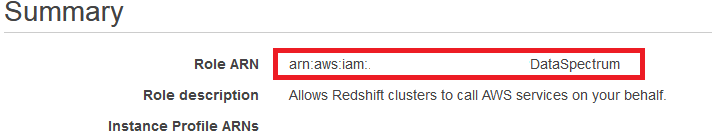 Summary
Role ARN arn:aws:iam:. DataSpectrum
Role description Allows Redshift clusters to call AWS services on your behalf.
Instance Profile ARNs